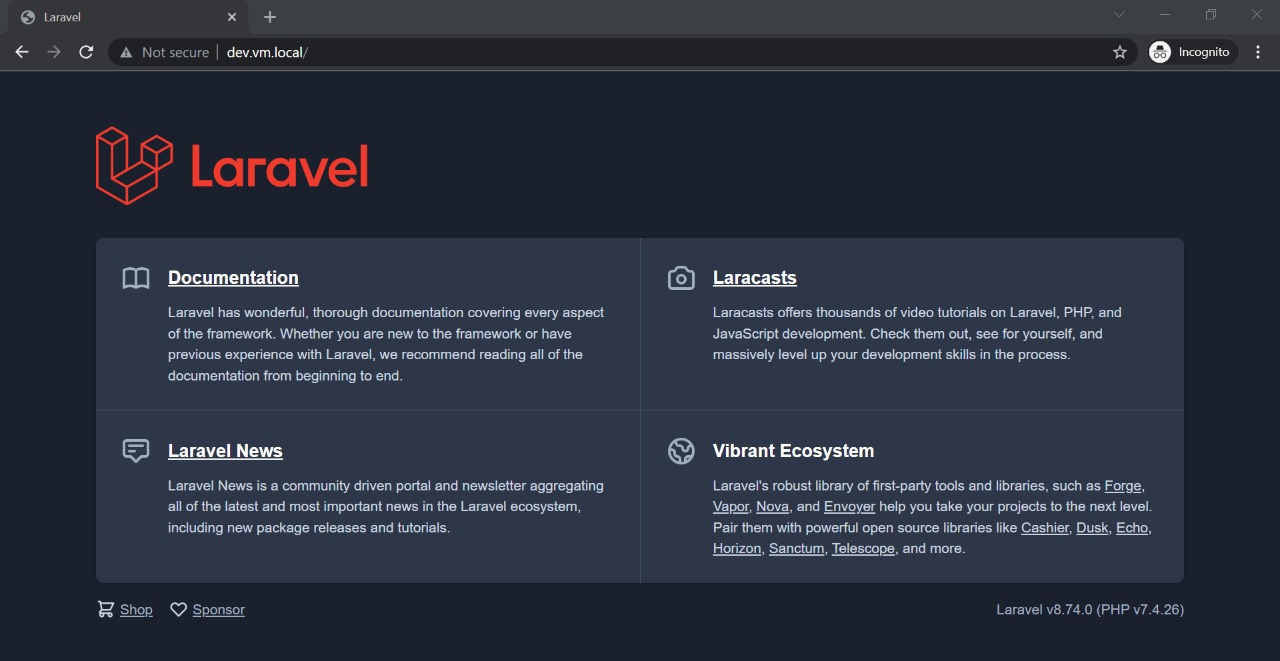 Laravel
Not secure
dev.vm.local/
Incognito
Laravel
Documentation
Laravel has wonderful, thorough documentation covering every aspect
of the framework. Whether you are new to the framework or have
previous experience with Laravel, we recommend reading all of the
documentation from beginning to end.
Laracasts
Laracasts offers thousands of video tutorials on Laravel, PHP, and
JavaScript development. Check them out, see for yourself, and
massively level up your development skills in the process.
Laravel News
Laravel News is a community driven portal and newsletter aggregating
all of the latest and most important news in the Laravel ecosystem,
including new package releases and tutorials.
Vibrant Ecosystem
Laravel's robust library of first-party tools and libraries, such as Forge,
Vapor, Nova, and Envoyer help you take your projects to the next level.
Pair them with powerful open source libraries like Cashier, Dusk, Echo,
Horizon, Sanctum, Telescope, and more.
Shop
Sponsor
Laravel v8.74.0 (PHP v7.4.26)